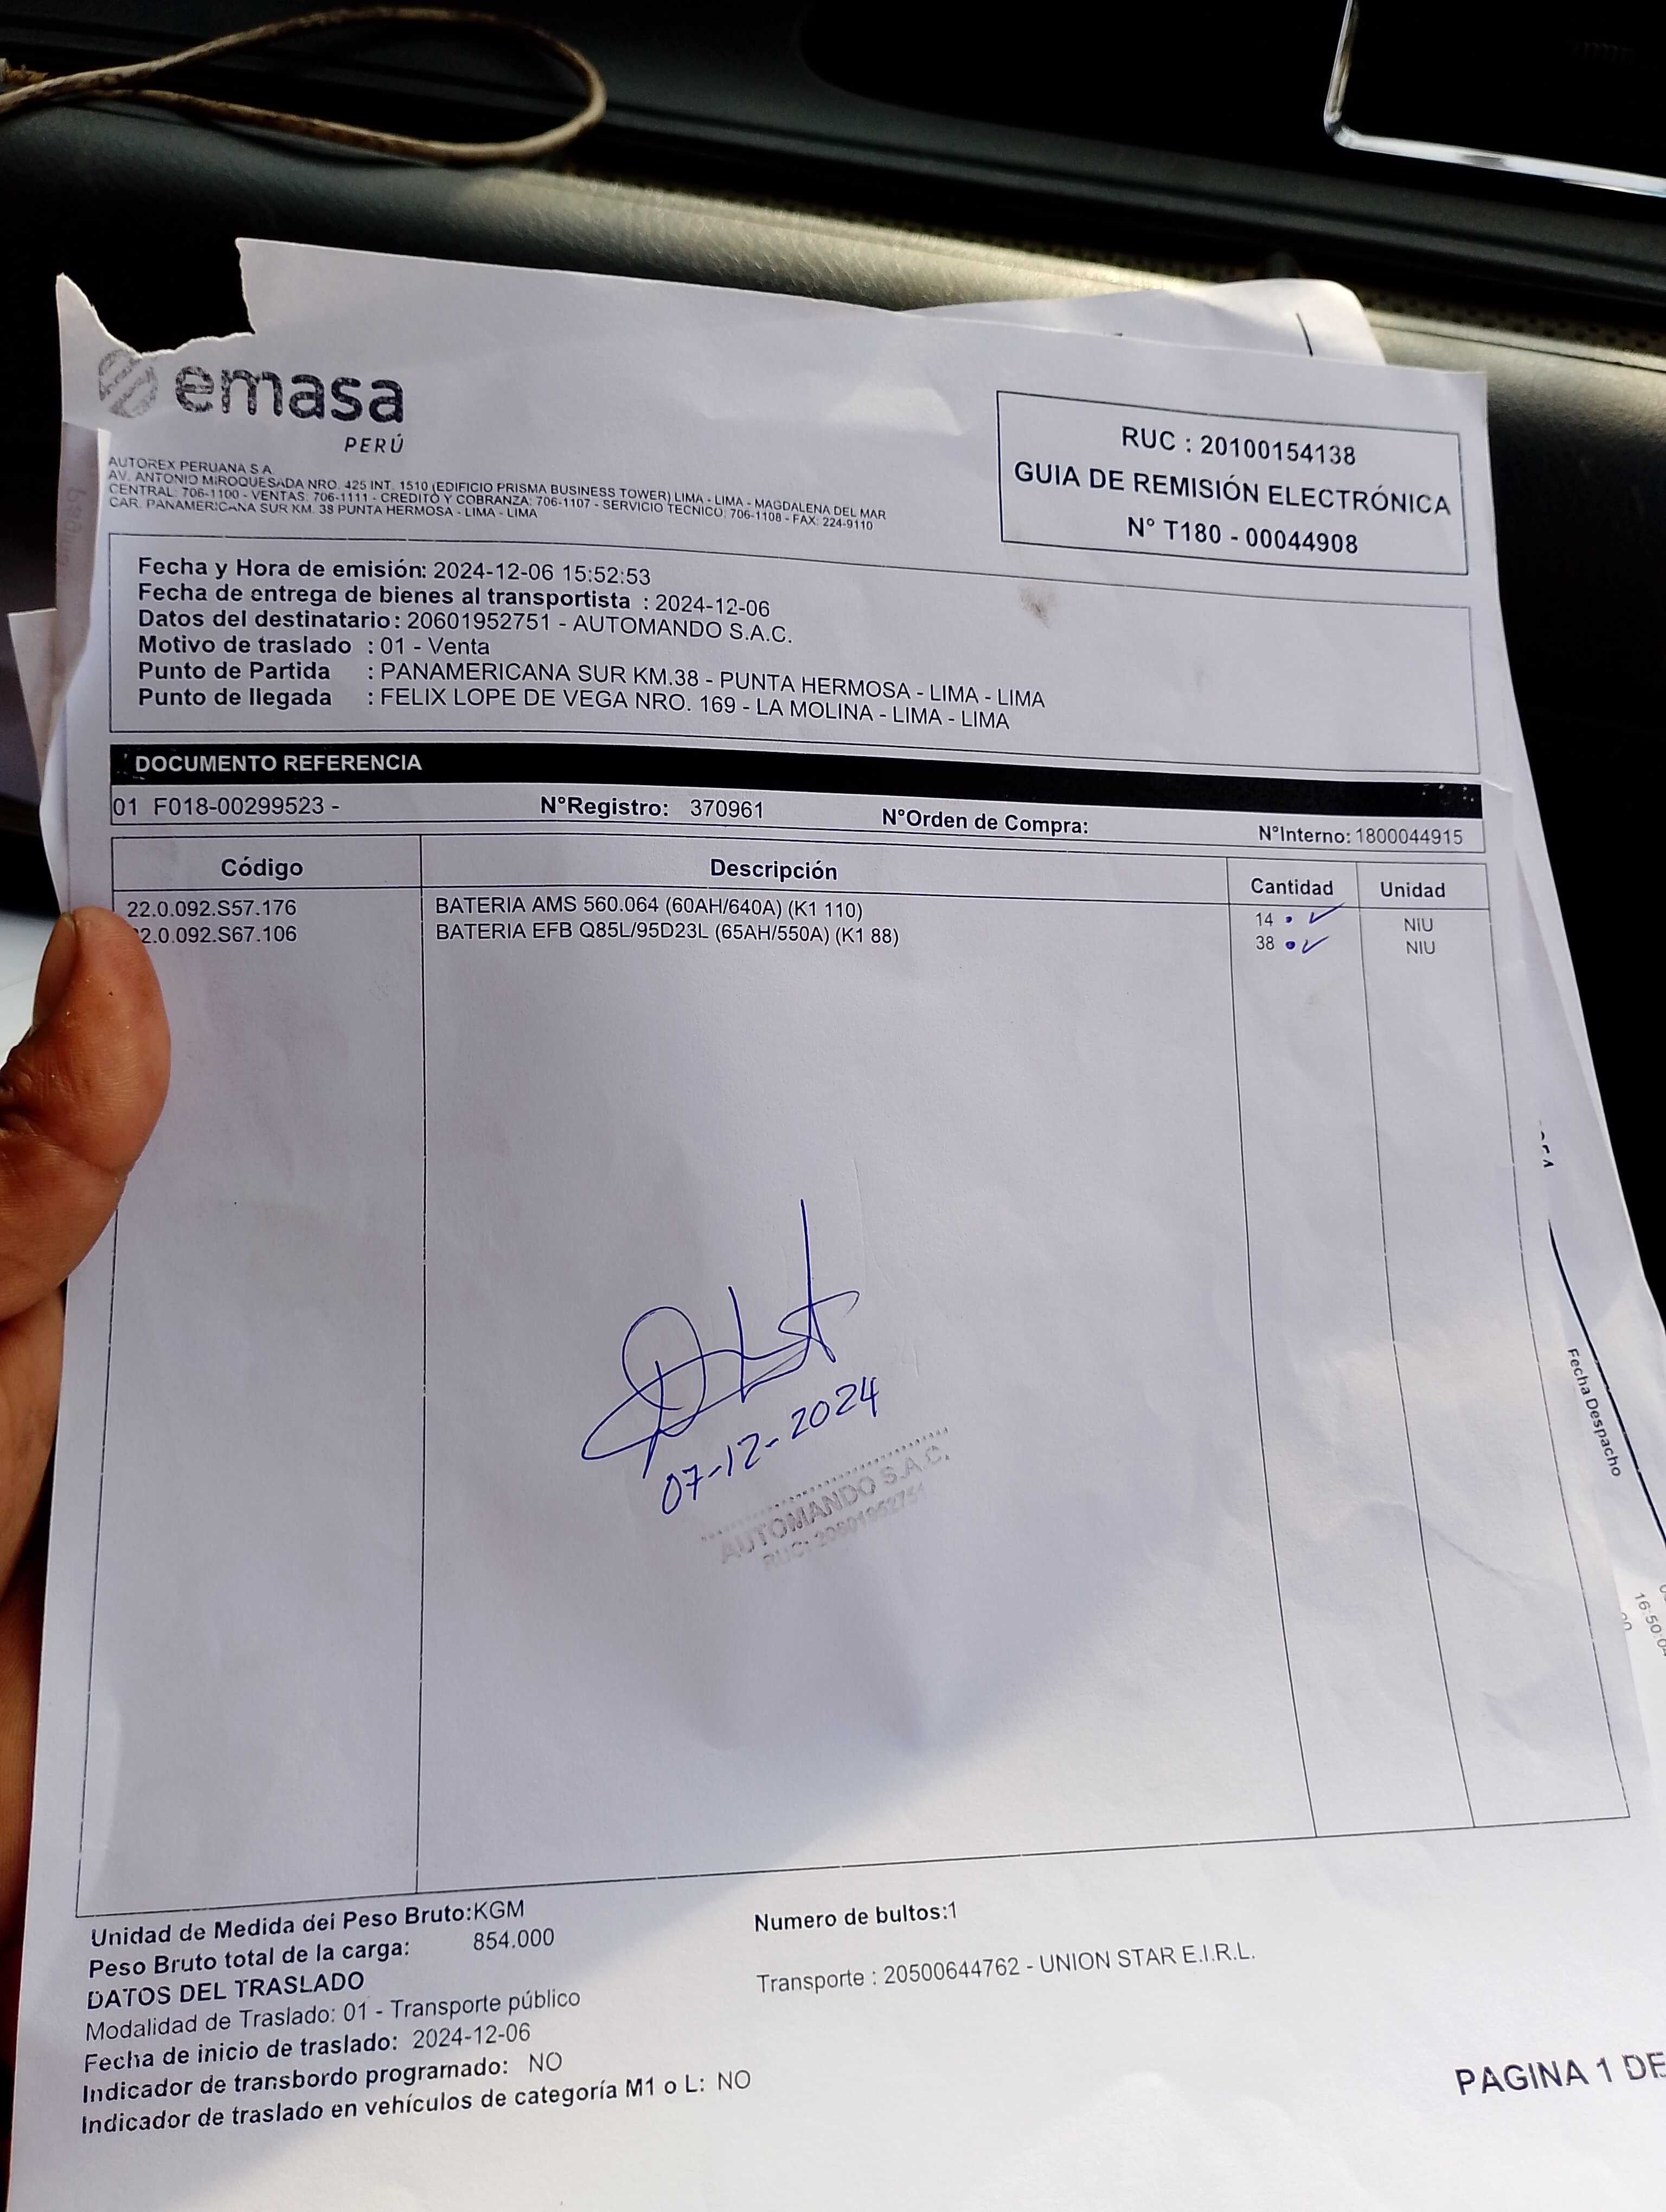 emasa
PERÚ
AUTOREX PERUANA S A.
AV. ANTONIO MIROQUESADA NRO. 425 INT. 1510 (EDIFICIO PRISMA BUSINESS TOWER) LIMA - LIMA - MAGDALENA DEL MAR
CENTRAL: 706-1100 - VENTAS: 706-1111 - CREDITO Y COBRANZA: 706-1107 - SERVICIO TECNICO: 706-1108 - FAX: 224-9110
CAR. PANAMERICANA SUR KM. 38 PUNTA HERMOSA - LIMA - LIMA
RUC : 20100154138
GUIA DE REMISIÓN ELECTRÓNICA
N° T180 - 00044908
Fecha y Hora de emisión: 2024-12-06 15:52:53
Fecha de entrega de bienes al transportista : 2024-12-06
Datos del destinatario: 20601952751 - AUTOMANDO S.A.C.
Motivo de traslado : 01 - Venta
Punto de Partida : PANAMERICANA SUR KM.38 - PUNTA HERMOSA - LIMA - LIMA
Punto de llegada : FELIX LOPE DE VEGA NRO. 169 - LA MOLINA - LIMA - LIMA
DOCUMENTO REFERENCIA
01 F018-00299523 - N°Registro: 370961 N°Orden de Compra: N°Interno: 1800044915
Código Descripción Cantidad Unidad
22.0.092.S57.176 BATERIA AMS 560.064 (60AH/640A) (K1 110) 14 NIU
2.0.092.S67.106 BATERIA EFB Q85L/95D23L (65AH/550A) (K1 88) 38 NIU
07-12-2024
AUTOMANDO S.A.C.
RUC: 20601952751
Fecha Despacho
16:50:0
Unidad de Medida del Peso Bruto:KGM
Peso Bruto total de la carga: 854.000
Numero de bultos:1
DATOS DEL TRASLADO
Transporte : 20500644762 - UNION STAR E.I.R.L.
Modalidad de Traslado: 01 - Transporte público
Fecha de inicio de traslado: 2024-12-06
Indicador de transbordo programado: NO
Indicador de traslado en vehículos de categoría M1 o L: NO
PAGINA 1 DE